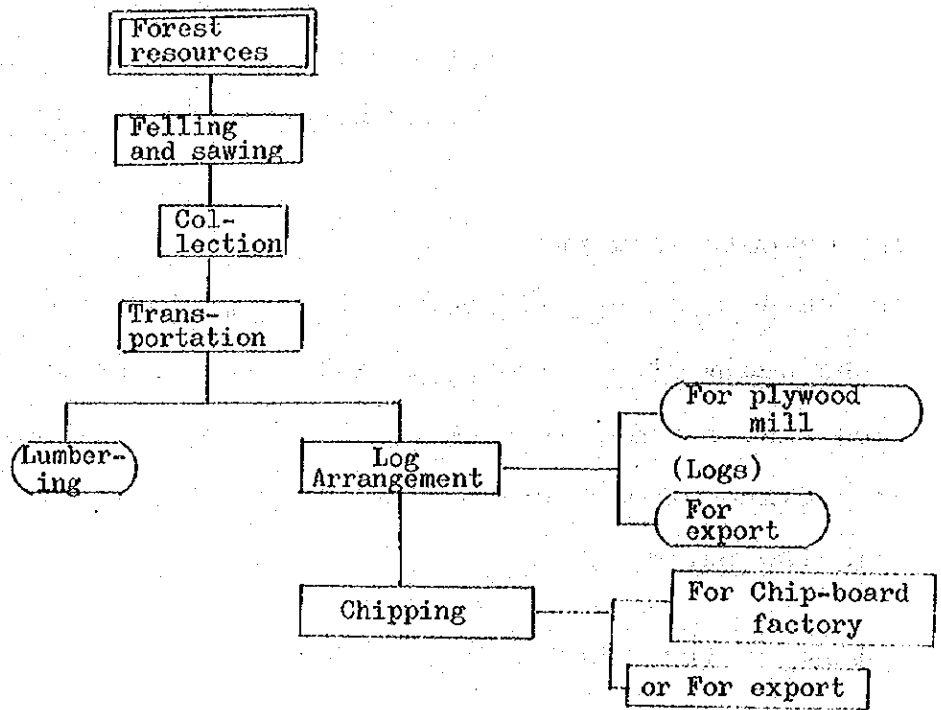 Forest
resources
Felling
and sawing
Col-
lection
Trans-
portation
Lumber-
ing
Log
Arrangement
For plywood
mill
(Logs)
For
export
Chipping
For Chip-board
factory
or For export